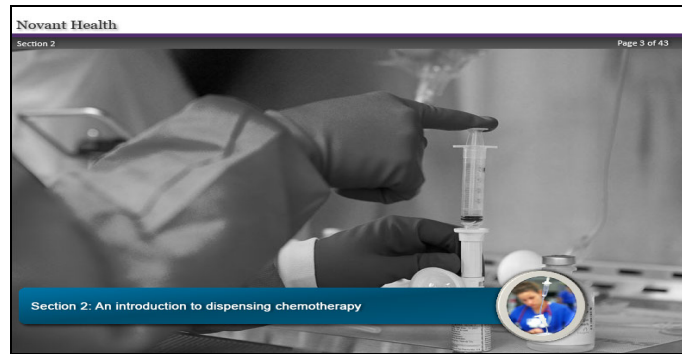 Novant Health
Section 2
Page 3 of 43
Section 2: An introduction to dispensing chemotherapy